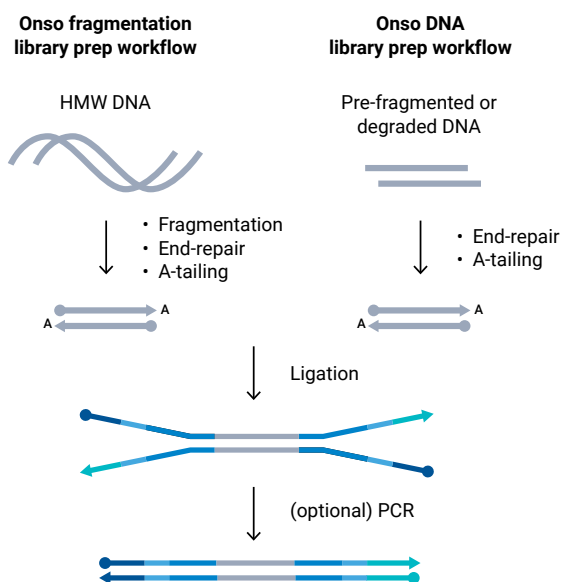 Onso fragmentation
library prep workflow
HMW DNA
• Fragmentation
• End-repair
• A-tailing
A
A
Onso DNA
library prep workflow
Pre-fragmented or
degraded DNA
• End-repair
• A-tailing
A
A
Ligation
(optional) PCR